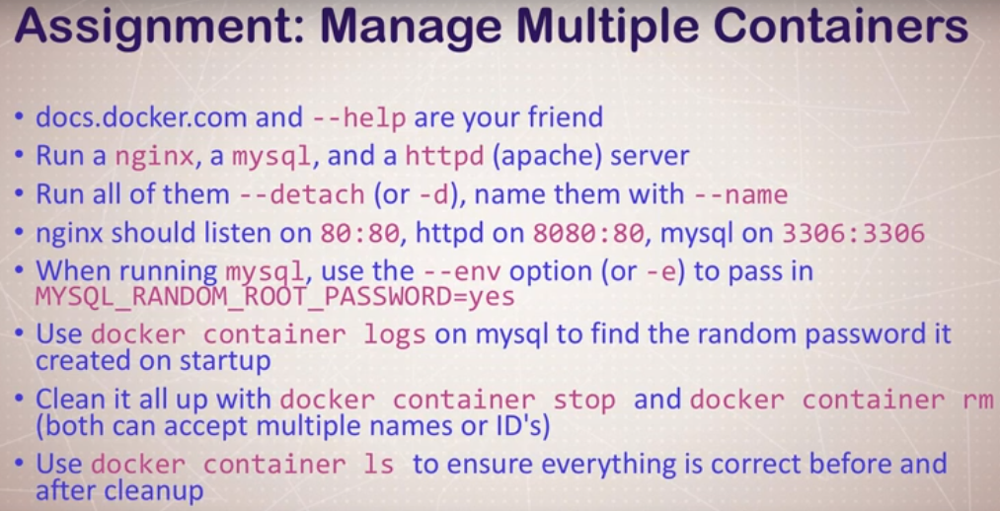 Assignment: Manage Multiple Containers
• docs.docker.com and --help are your friend
• Run a nginx, a mysql, and a httpd (apache) server
• Run all of them --detach (or -d), name them with --name
• nginx should listen on 80:80, httpd on 8080:80, mysql on 3306:3306
• When running mysql, use the --env option (or -e) to pass in
MYSQL_RANDOM_ROOT_PASSWORD=yes
• Use docker container logs on mysql to find the random password it
created on startup
• Clean it all up with docker container stop and docker container rm
(both can accept multiple names or ID's)
• Use docker container ls to ensure everything is correct before and
after cleanup